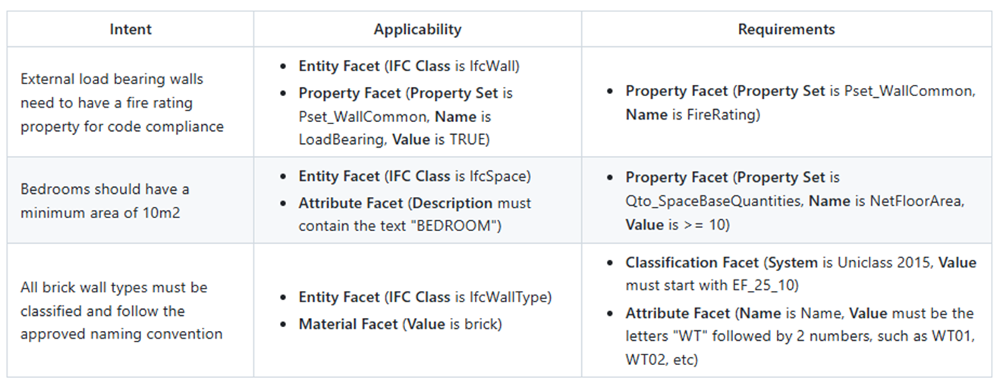 Intent
Applicability
Requirements
External load bearing walls
need to have a fire rating
property for code compliance
• Entity Facet (IFC Class is IfcWall)
• Property Facet (Property Set is
Pset_WallCommon, Name is
LoadBearing, Value is TRUE)
• Property Facet (Property Set is Pset_WallCommon,
Name is FireRating)
Bedrooms should have a
minimum area of 10m2
• Entity Facet (IFC Class is IfcSpace)
• Attribute Facet (Description must
contain the text "BEDROOM")
• Property Facet (Property Set is
Qto_SpaceBaseQuantities, Name is NetFloorArea,
Value is >= 10)
All brick wall types must be
classified and follow the
approved naming convention
• Entity Facet (IFC Class is IfcWallType)
• Material Facet (Value is brick)
• Classification Facet (System is Uniclass 2015, Value
must start with EF_25_10)
• Attribute Facet (Name is Name, Value must be the
letters "WT" followed by 2 numbers, such as WT01,
WT02, etc)